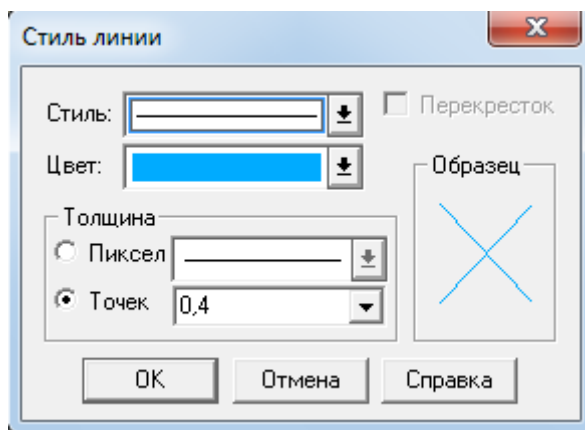 Стиль линии
Стиль:
Перекресток
Цвет:
Образец
Толщина
Пиксел
Точек 0,4
OK Отмена Справка